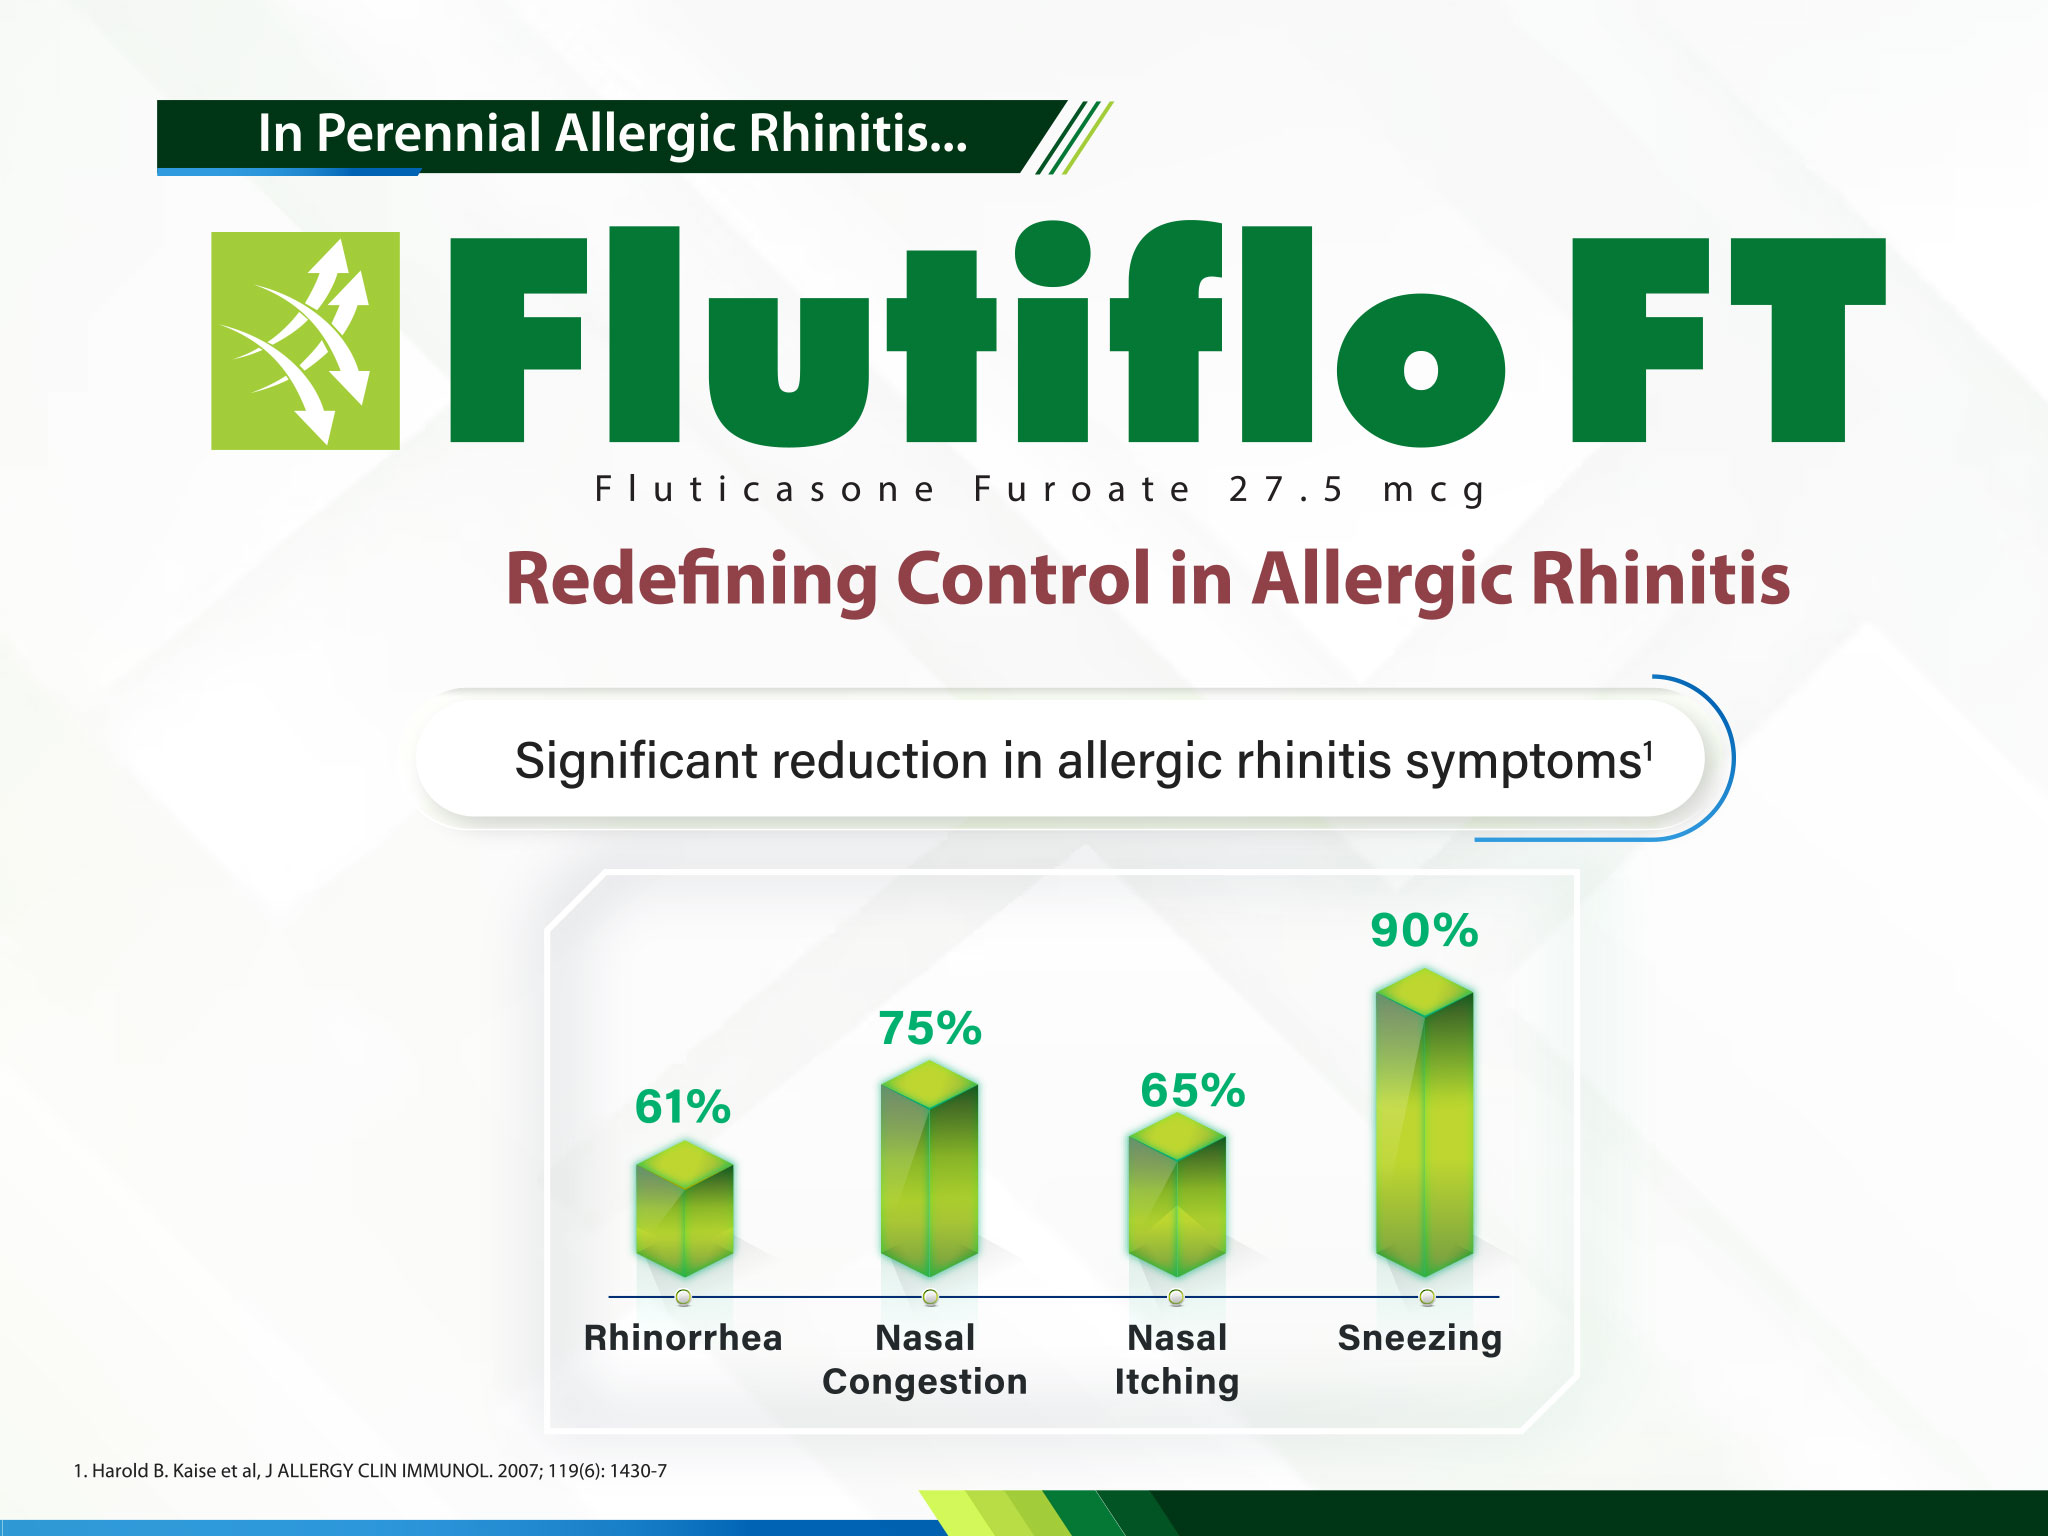 In Perennial Allergic Rhinitis...
Flutiflo FT
Fluticasone Furoate 27.5 mcg
Redefining Control in Allergic Rhinitis
Significant reduction in allergic rhinitis symptoms¹
61%
75%
65%
90%
Rhinorrhea
Nasal
Congestion
Nasal
Itching
Sneezing
1. Harold B. Kaise et al, J ALLERGY CLIN IMMUNOL. 2007; 119(6): 1430-7